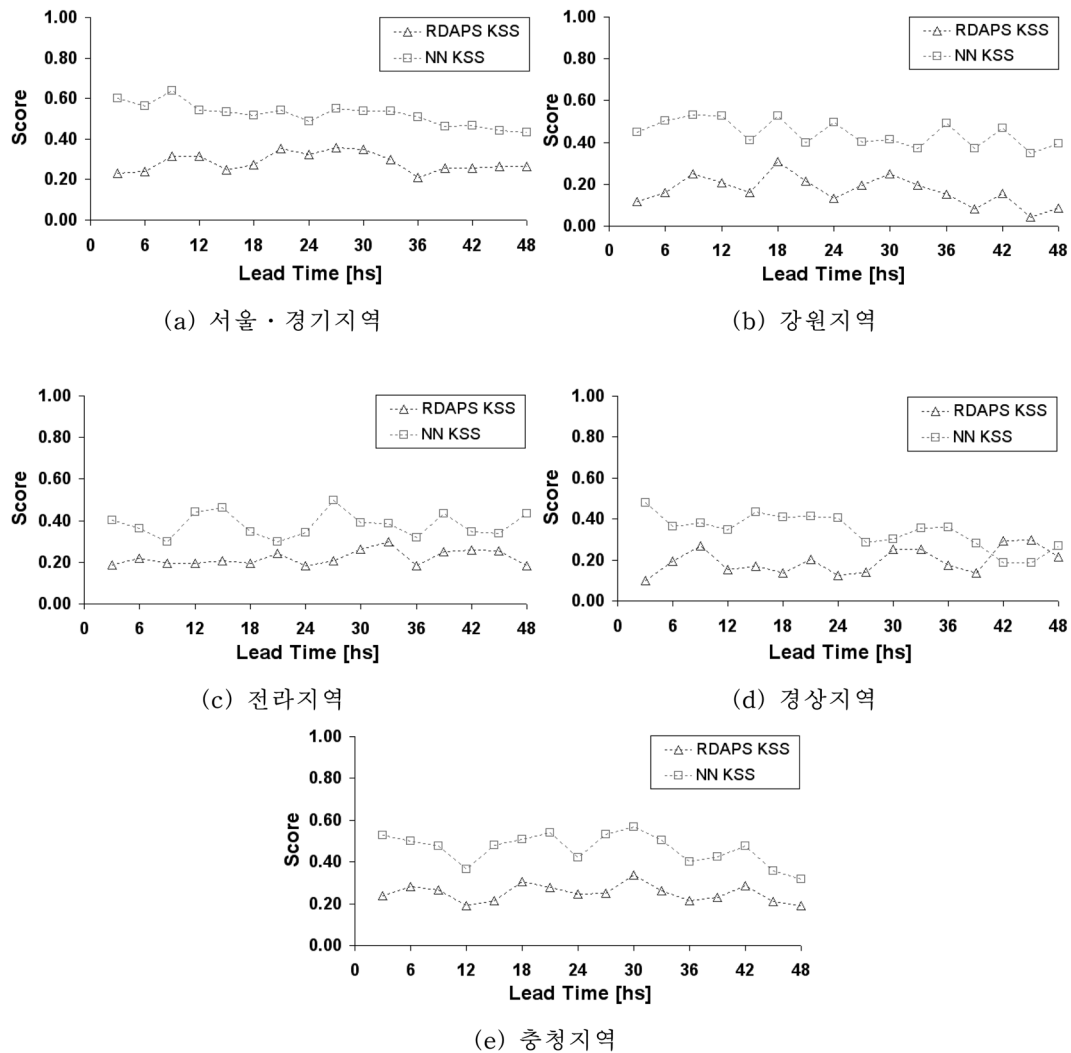 1.00
0.80
0.60
0.40
0.20
0.00
Score
RDAPS KSS
NN KSS
0 6 12 18 24 30 36 42 48
Lead Time [hs]
(a) 서울·경기지역
1.00
0.80
0.60
0.40
0.20
0.00
Score
RDAPS KSS
NN KSS
0 6 12 18 24 30 36 42 48
Lead Time [hs]
(b) 강원지역
1.00
0.80
0.60
0.40
0.20
0.00
Score
RDAPS KSS
NN KSS
0 6 12 18 24 30 36 42 48
Lead Time [hs]
(c) 전라지역
1.00
0.80
0.60
0.40
0.20
0.00
Score
RDAPS KSS
NN KSS
0 6 12 18 24 30 36 42 48
Lead Time [hs]
(d) 경상지역
1.00
0.80
0.60
0.40
0.20
0.00
Score
RDAPS KSS
NN KSS
0 6 12 18 24 30 36 42 48
Lead Time [hs]
(e) 충청지역